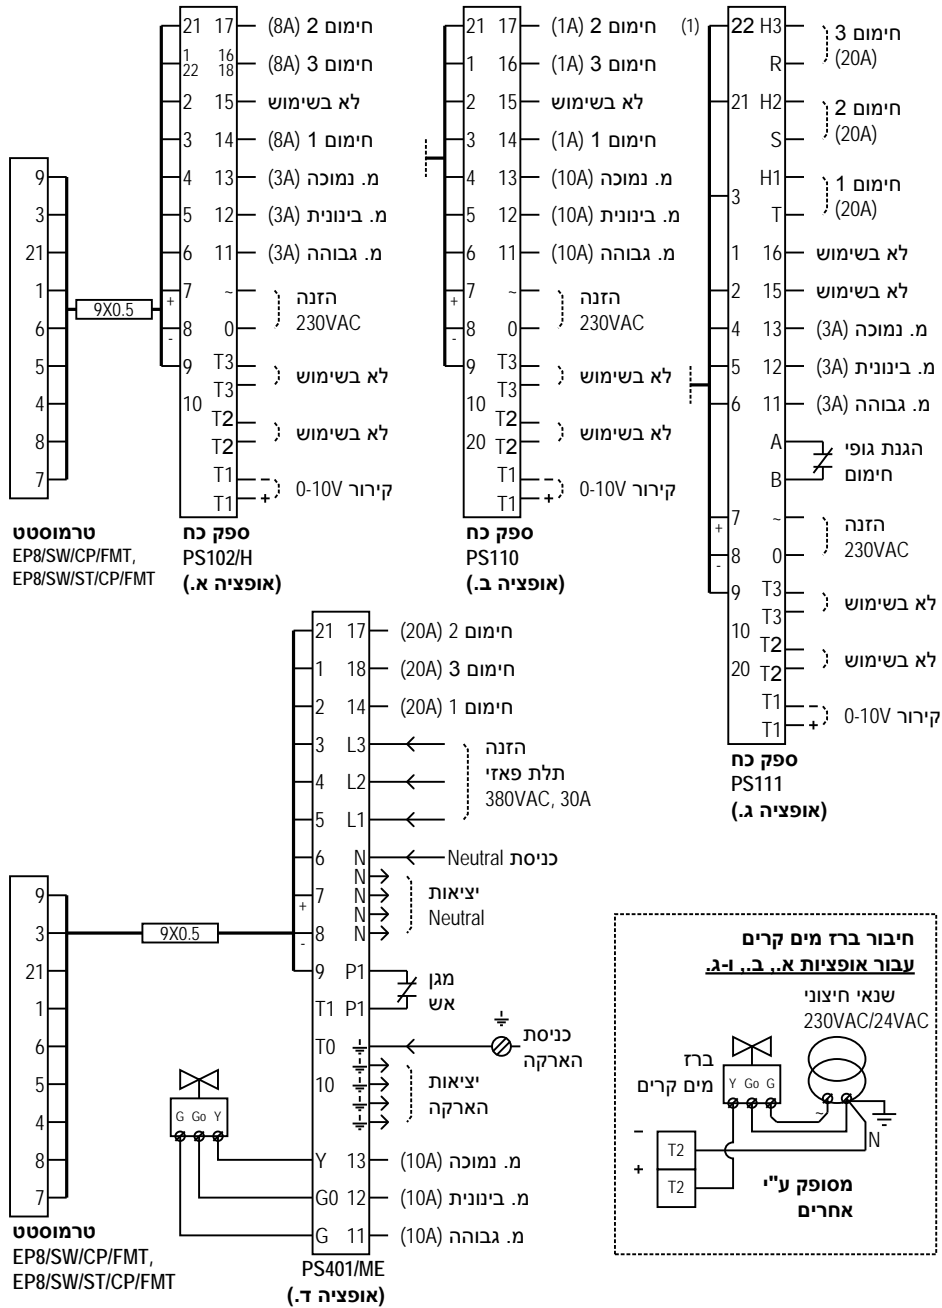 21 17 (8A) חימום 2
1 22 16 18 (8A) חימום 3
2 15 לא בשימוש
3 14 (8A) חימום 1
4 13 (3A) מ. נמוכה
5 12 (3A) מ. בינונית
6 11 (3A) מ. גבוהה
7 ~ הזנה
+
8 0 230VAC
-
9 T3
T3 לא בשימוש
10 T2
T2 לא בשימוש
T1
T1 + קירור 0-10V
ספק כח
PS102/H
(אופציה א.)
9
3
21
1
6
5
4
8
7
9X0.5
טרמוסטט
EP8/SW/CP/FMT,
EP8/SW/ST/CP/FMT
21 17 (1A) חימום 2
1 16 (1A) חימום 3
2 15 לא בשימוש
3 14 (1A) חימום 1
4 13 (10A) מ. נמוכה
5 12 (10A) מ. בינונית
6 11 (10A) מ. גבוהה
7 ~ הזנה
+
8 0 230VAC
-
9 T3
T3 לא בשימוש
10 T2
20 T2 לא בשימוש
T1
T1 + קירור 0-10V
ספק כח
PS110
(אופציה ב.)
(1) 22 H3 חימום 3
R (20A)
21 H2 חימום 2
S (20A)
H1 חימום 1
3
T (20A)
1 16 לא בשימוש
2 15 לא בשימוש
4 13 (3A) מ. נמוכה
5 12 (3A) מ. בינונית
6 11 (3A) מ. גבוהה
A הגנת גופי
B חימום
7 ~ הזנה
+
8 0 230VAC
-
9 T3
T3 לא בשימוש
10 T2
20 T2 לא בשימוש
T1
T1 + קירור 0-10V
ספק כח
PS111
(אופציה ג.)
21 17 (20A) חימום 2
1 18 (20A) חימום 3
2 14 (20A) חימום 1
3 L3 הזנה
4 L2 תלת פאזי
5 L1 380VAC, 30A
6 N כניסת Neutral
N
7 N יציאות
+
N Neutral
8 N
-
9 P1 מגן
T1 P1 אש
T0 כניסת
הארקה
10 יציאות
הארקה
Y 13 (10A) מ. נמוכה
G0 12 (10A) מ. בינונית
G 11 (10A) מ. גבוהה
PS401/ME
(אופציה ד.)
9
3
21
1
6
5
4
8
7
9X0.5
G Go Y
טרמוסטט
EP8/SW/CP/FMT,
EP8/SW/ST/CP/FMT
חיבור ברז מים קרים
עבור אופציות א., ב., ו-ג.
שנאי חיצוני
230VAC/24VAC
ברז
מים קרים
Y Go G
~
N
-
T2
+
T2
מסופק ע"י
אחרים